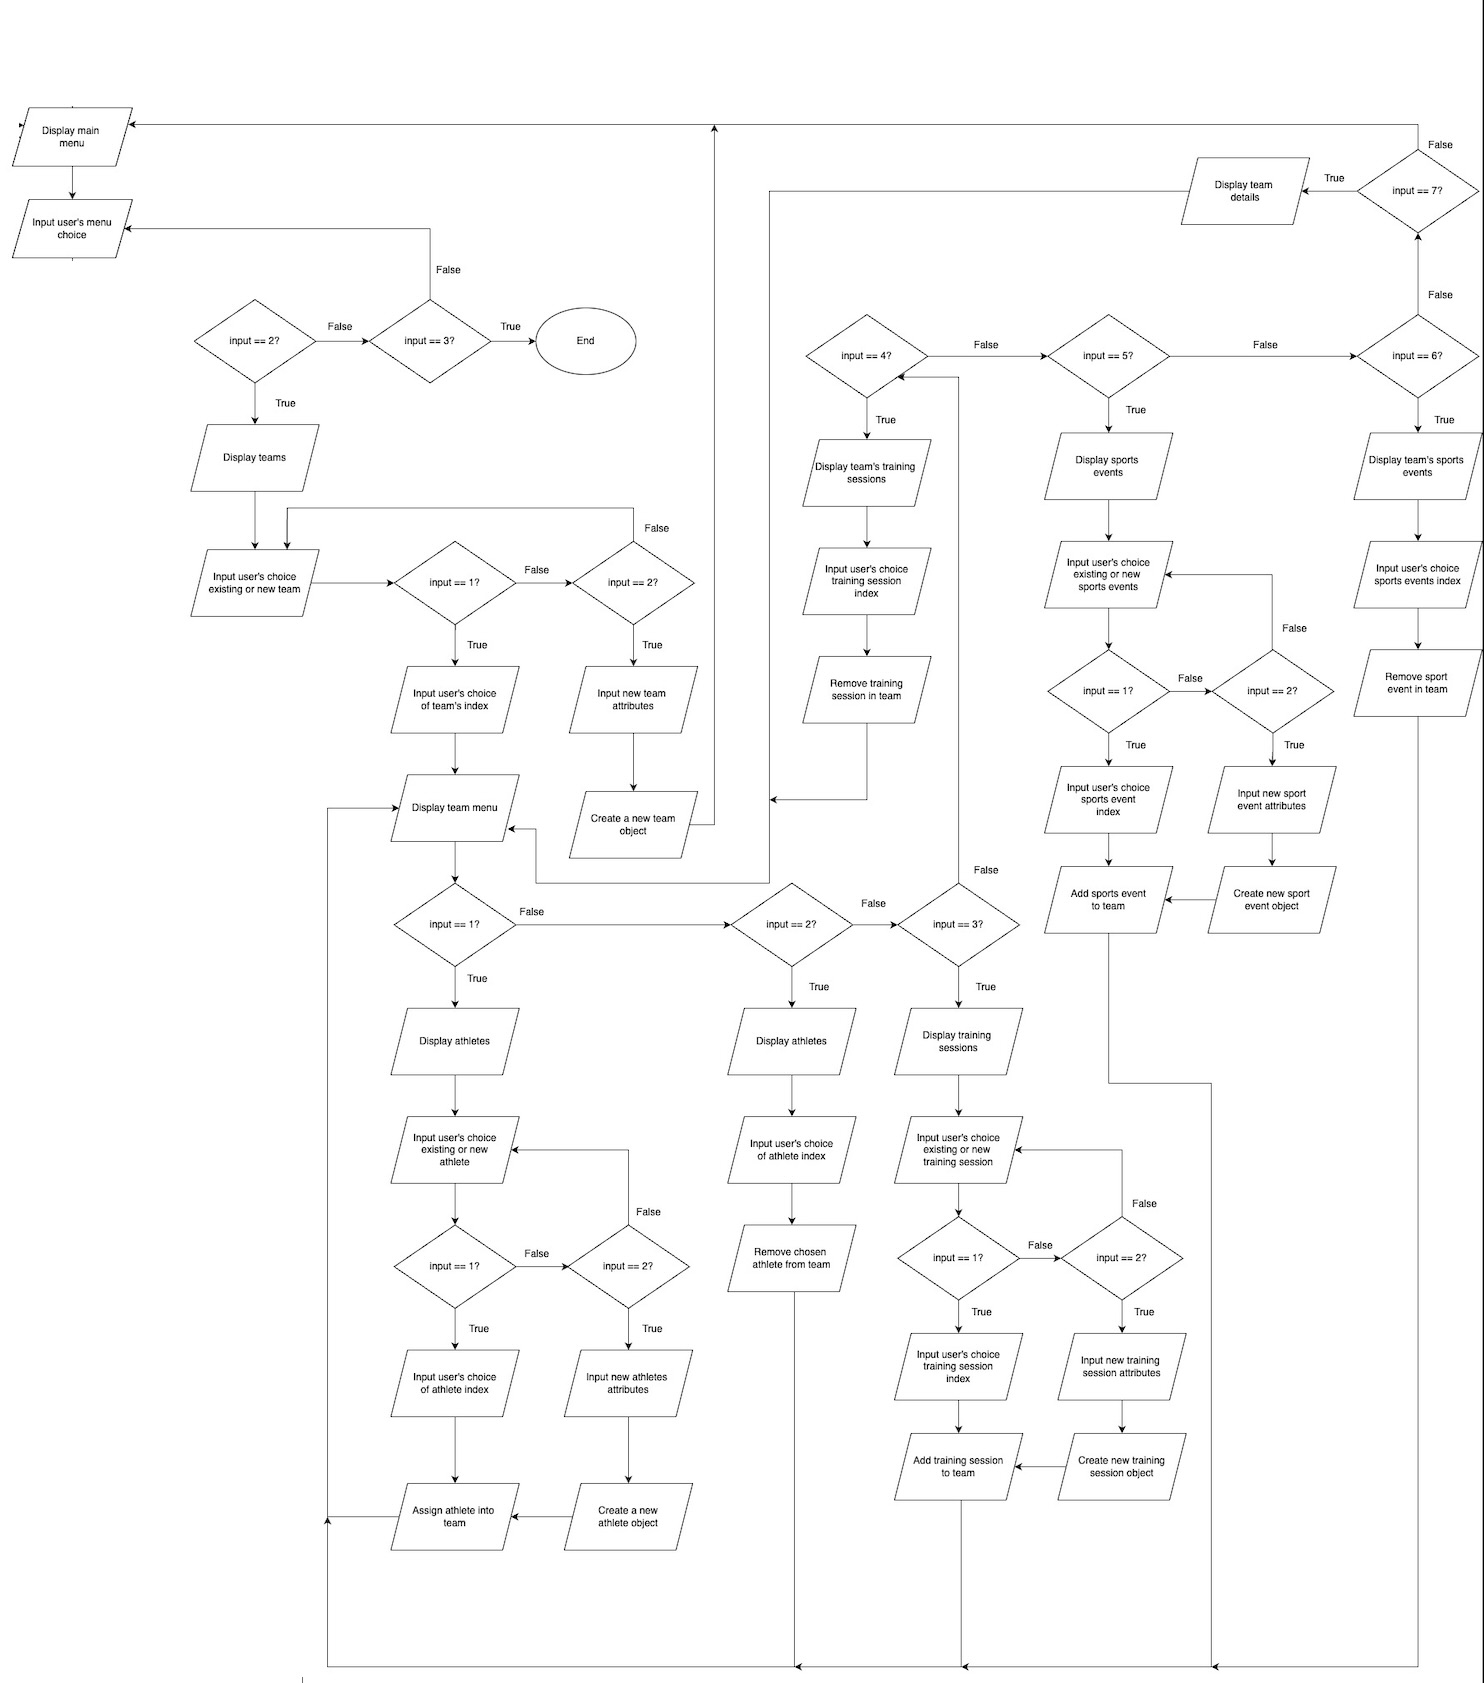 Display main
menu
False
input == 7?
True
Display team
details
Input user's menu
choice
False
input == 2?
False
input == 3?
True
End
input == 4?
False
input == 5?
False
input == 6?
False
True
Display teams
True
Display team's training
sessions
True
Display sports
events
True
Display team's sports
events
Input user's choice
existing or new team
input == 1?
False
input == 2?
False
Input user's choice
training session
index
Input user's choice
existing or new
sports events
Input user's choice
sports events index
True
Input user's choice
of team's index
True
Input new team
attributes
Remove training
session in team
input == 1?
False
input == 2?
False
Remove sport
event in team
Display team menu
Create a new team
object
True
Input user's choice
sports event
index
True
Input new sport
event attributes
Add sports event
to team
Create new sport
event object
input == 1?
False
input == 2?
False
input == 3?
False
True
Display athletes
True
Display athletes
True
Display training
sessions
Input user's choice
existing or new
athlete
Input user's choice
of athlete index
Input user's choice
existing or new
training session
input == 1?
False
input == 2?
False
Remove chosen
athlete from team
input == 1?
False
input == 2?
False
True
Input user's choice
of athlete index
True
Input new athletes
attributes
True
Input user's choice
training session
index
True
Input new training
session attributes
Assign athlete into
team
Create a new
athlete object
Add training session
to team
Create new training
session object